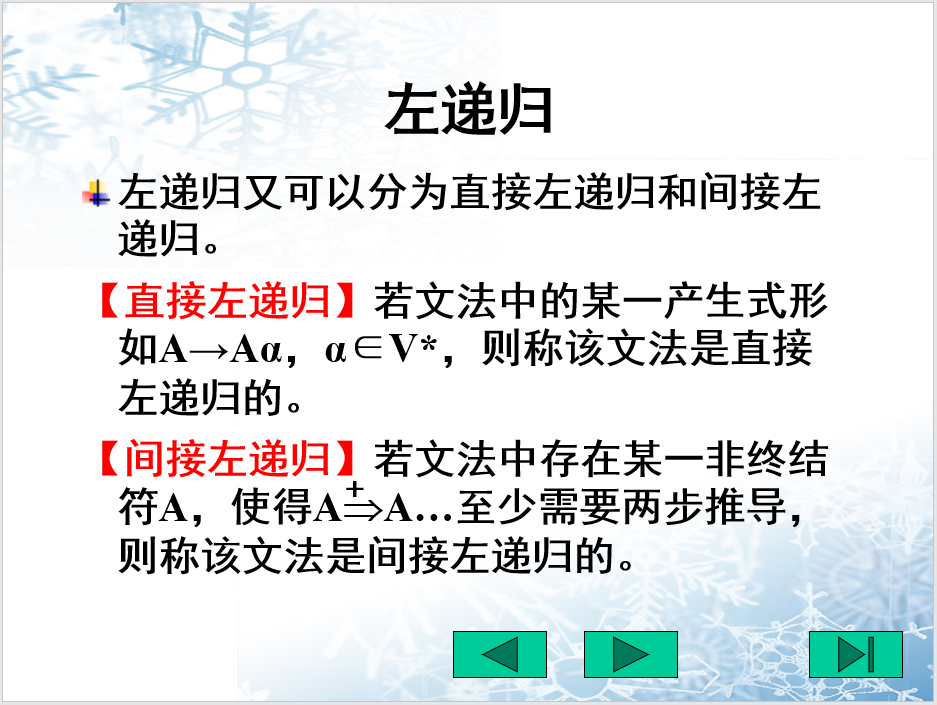 左递归
左递归又可以分为直接左递归和间接左
递归。
【直接左递归】若文法中的某一产生式形
如A→Aα，α∈V*，则称该文法是直接
左递归的。
【间接左递归】若文法中存在某一非终结
符A，使得A⇒⁺A…至少需要两步推导，
则称该文法是间接左递归的。